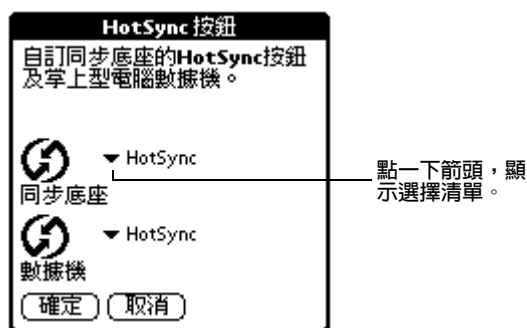 HotSync 按鈕
自訂同步底座的HotSync按鈕
及掌上型電腦數據機。
HotSync
同步底座
HotSync
數據機
確定 取消
點一下箭頭,顯
示選擇清單。